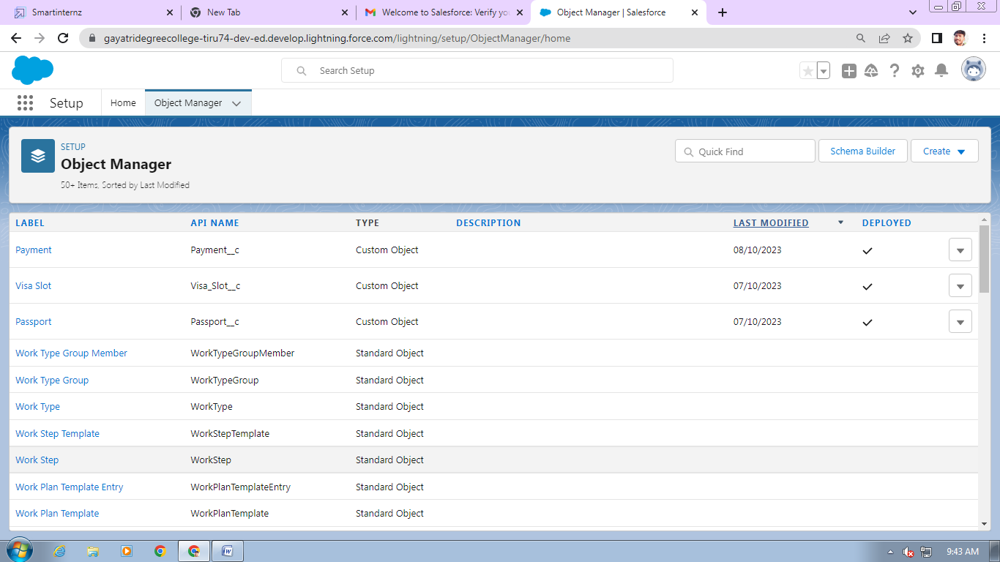 Smartinternz New Tab Welcome to Salesforce: Verify yo Object Manager | Salesforce
gayatridegreecollege-tiru74-dev-ed.develop.lightning.force.com/lightning/setup/ObjectManager/home
Search Setup
Setup Home Object Manager
SETUP
Object Manager
50+ Items, Sorted by Last Modified
Quick Find Schema Builder Create
LABEL API NAME TYPE DESCRIPTION LAST MODIFIED DEPLOYED
Payment Payment__c Custom Object 08/10/2023
Visa Slot Visa_Slot__c Custom Object 07/10/2023
Passport Passport__c Custom Object 07/10/2023
Work Type Group Member WorkTypeGroupMember Standard Object
Work Type Group WorkTypeGroup Standard Object
Work Type WorkType Standard Object
Work Step Template WorkStepTemplate Standard Object
Work Step WorkStep Standard Object
Work Plan Template Entry WorkPlanTemplateEntry Standard Object
Work Plan Template WorkPlanTemplate Standard Object
9:43 AM